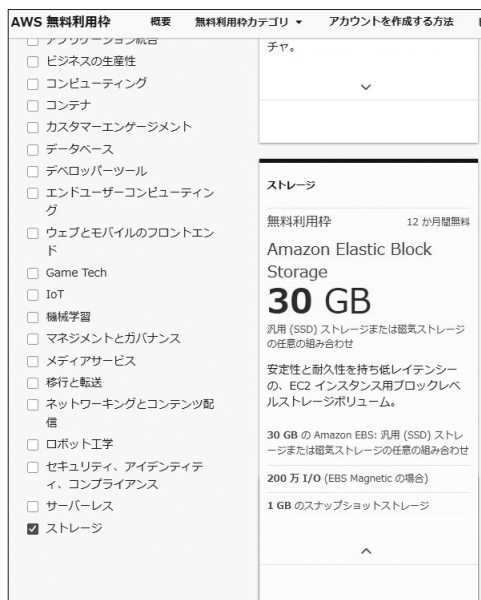 AWS 無料利用枠
概要
無料利用枠カテゴリ
アカウントを作成する方法
アプリケーション統合
ビジネスの生産性
コンピューティング
コンテナ
カスタマーエンゲージメント
データベース
デベロッパーツール
エンドユーザーコンピューティン
グ
ウェブとモバイルのフロントエン
ド
Game Tech
IoT
機械学習
マネジメントとガバナンス
メディアサービス
移行と転送
ネットワーキングとコンテンツ配
信
ロボット工学
セキュリティ、アイデンティテ
ィ、コンプライアンス
サーバーレス
ストレージ
チャ。
ストレージ
無料利用枠
12 か月間無料
Amazon Elastic Block
Storage
30 GB
汎用 (SSD) ストレージまたは磁気ストレージ
の任意の組み合わせ
安定性と耐久性を持ち低レイテンシー
の、EC2 インスタンス用ブロックレベ
ルストレージボリューム。
30 GB の Amazon EBS: 汎用 (SSD) ストレ
ージまたは磁気ストレージの任意の組み合わせ
200 万 I/O (EBS Magnetic の場合)
1 GB のスナップショットストレージ